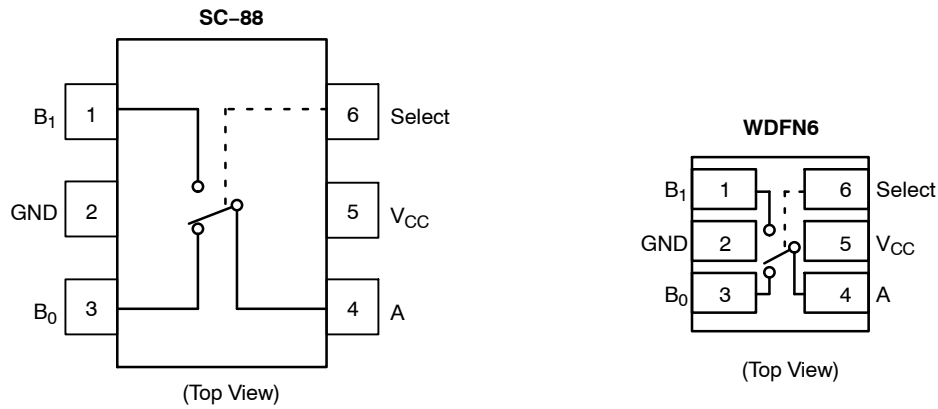 SC–88
B1 1 6 Select
GND 2 5 VCC
B0 3 4 A
(Top View)
WDFN6
B1 1 6 Select
GND 2 5 VCC
B0 3 4 A
(Top View)